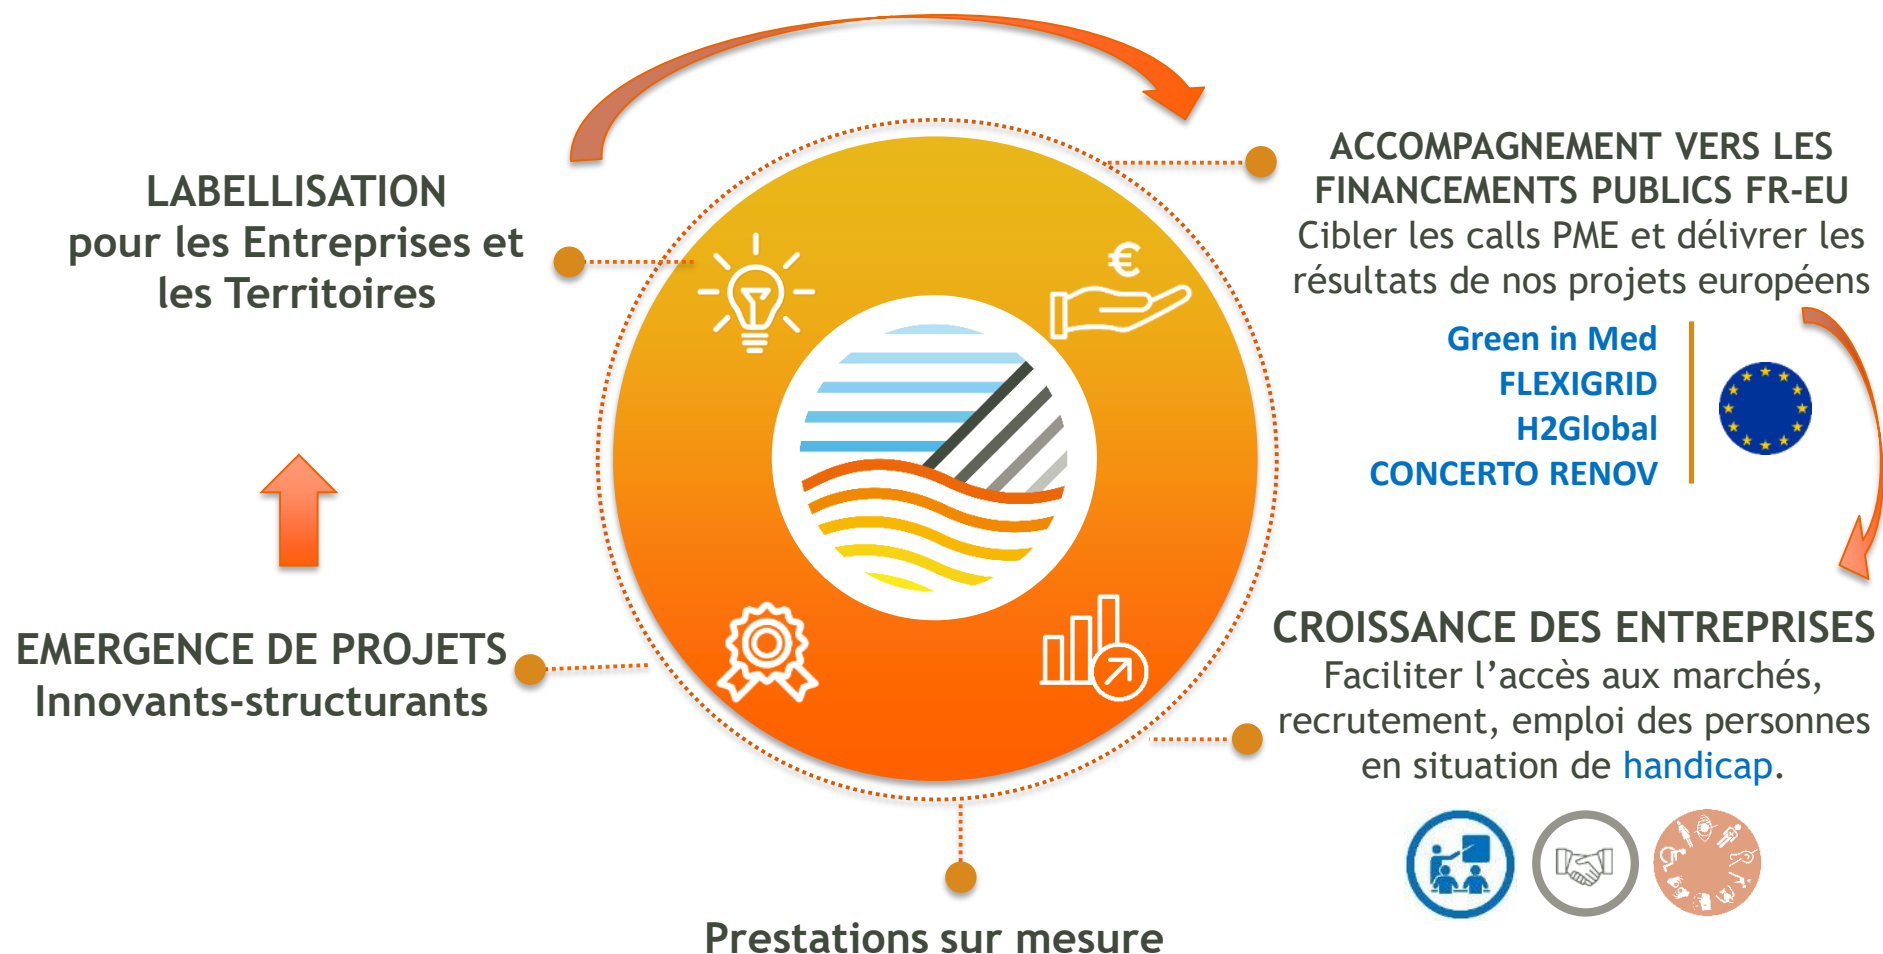 LABELLISATION
pour les Entreprises et
les Territoires
EMERGENCE DE PROJETS
Innovants-structurants
€
ACCOMPAGNEMENT VERS LES
FINANCEMENTS PUBLICS FR-EU
Cibler les calls PME et délivrer les
résultats de nos projets européens
Green in Med
FLEXIGRID
H2Global
CONCERTO RENOV
CROISSANCE DES ENTREPRISES
Faciliter l’accès aux marchés,
recrutement, emploi des personnes
en situation de handicap.
Prestations sur mesure